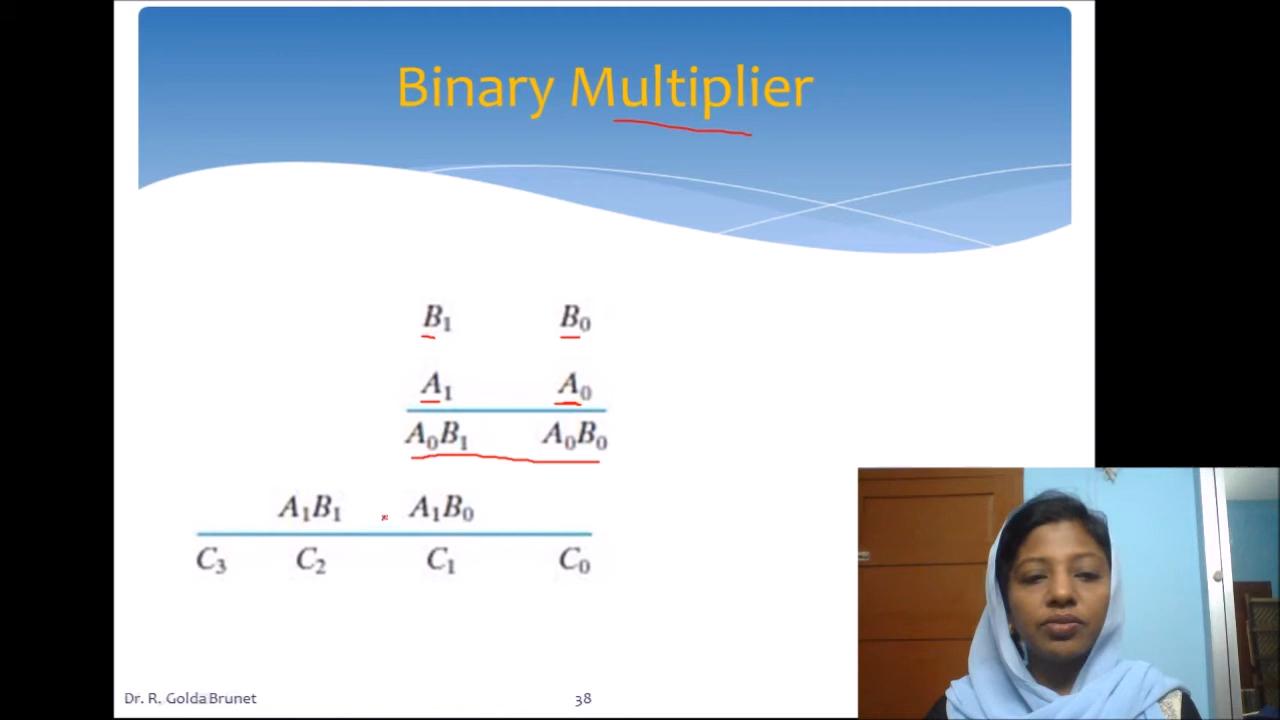 Binary Multiplier
B₁ B₀
A₁ A₀
A₀B₁ A₀B₀
A₁B₁ A₁B₀
C₃ C₂ C₁ C₀
Dr. R. Golda Brunet 38